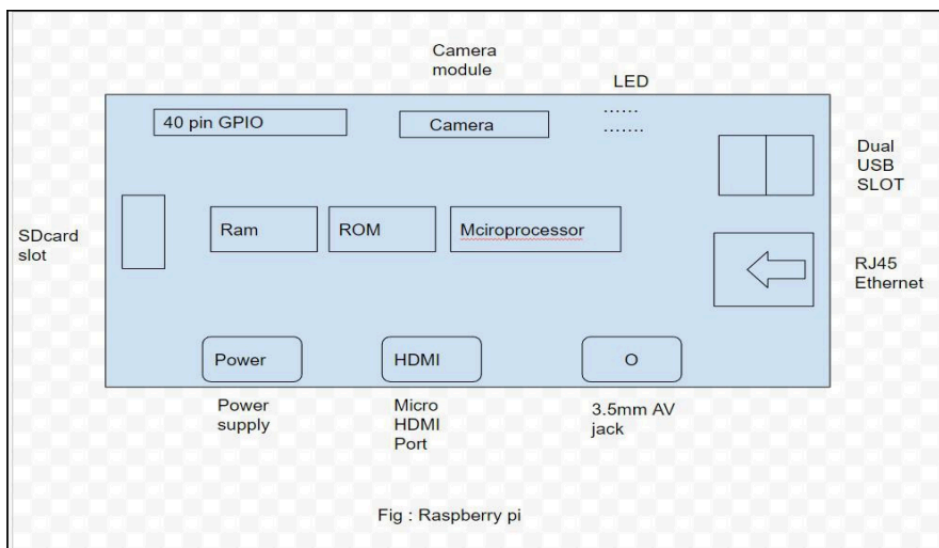 Camera
module
LED
40 pin GPIO
Camera
Dual
USB
SLOT
SDcard
slot
Ram
ROM
Mciroprocessor
RJ45
Ethernet
Power
HDMI
O
Power
supply
Micro
HDMI
Port
3.5mm AV
jack
Fig : Raspberry pi